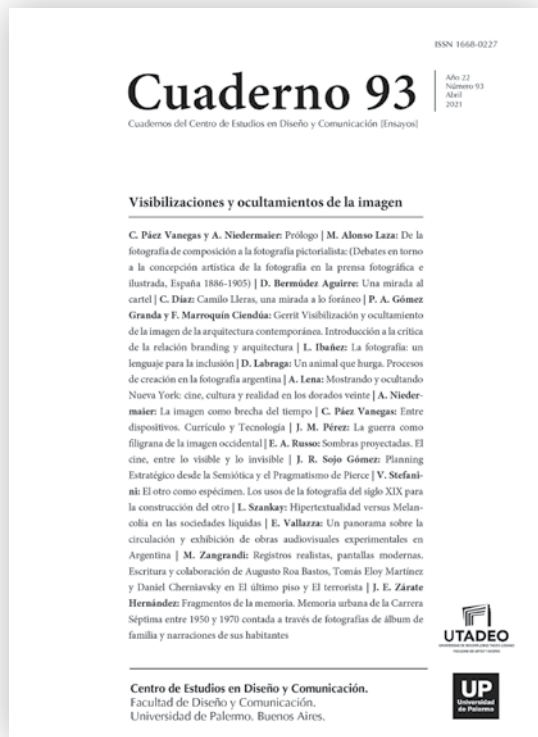 ISSN 1668-0227
Cuaderno 93
Cuadernos del Centro de Estudios en Diseño y Comunicación [Ensayos]
Año 22
Número 93
Abril
2021
Visibilizaciones y ocultamientos de la imagen
C. Páez Vanegas y A. Niedermaier: Prólogo | M. Alonso Laza: De la
fotografía de composición a la fotografía pictorialista: (Debates en torno
a la concepción artística de la fotografía en la prensa fotográfica e
ilustrada, España 1886-1905) | D. Bermúdez Aguirre: Una mirada al
cartel | C. Díaz: Camilo Lleras, una mirada a lo foráneo | P. A. Gómez
Granda y F. Marroquín Ciendúa: Gerrit Visibilización y ocultamiento
de la imagen de la arquitectura contemporánea. Introducción a la crítica
de la relación branding y arquitectura | L. Ibañez: La fotografía: un
lenguaje para la inclusión | D. Labraga: Un animal que hurga. Procesos
de creación en la fotografía argentina | A. Lena: Mostrando y ocultando
Nueva York: cine, cultura y realidad en los dorados veinte | A. Nieder-
maier: La imagen como brecha del tiempo | C. Páez Vanegas: Entre
dispositivos. Currículo y Tecnología | J. M. Pérez: La guerra como
filigrana de la imagen occidental | E. A. Russo: Sombras proyectadas. El
cine, entre lo visible y lo invisible | J. R. Sojo Gómez: Planning
Estratégico desde la Semiótica y el Pragmatismo de Pierce | V. Stefani-
ni: El otro como espécimen. Los usos de la fotografía del siglo XIX para
la construcción del otro | L. Szankay: Hipertextualidad versus Melan-
colía en las sociedades líquidas | E. Vallazza: Un panorama sobre la
circulación y exhibición de obras audiovisuales experimentales en
Argentina | M. Zangrandi: Registros realistas, pantallas modernas.
Escritura y colaboración de Augusto Roa Bastos, Tomás Eloy Martínez
y Daniel Cherniavsky en El último piso y El terrorista | J. E. Zárate
Hernández: Fragmentos de la memoria. Memoria urbana de la Carrera
Séptima entre 1950 y 1970 contada a través de fotografías de álbum de
familia y narraciones de sus habitantes
UTADEO
Centro de Estudios en Diseño y Comunicación.
Facultad de Diseño y Comunicación.
Universidad de Palermo. Buenos Aires.
UP
Universidad
de Palermo